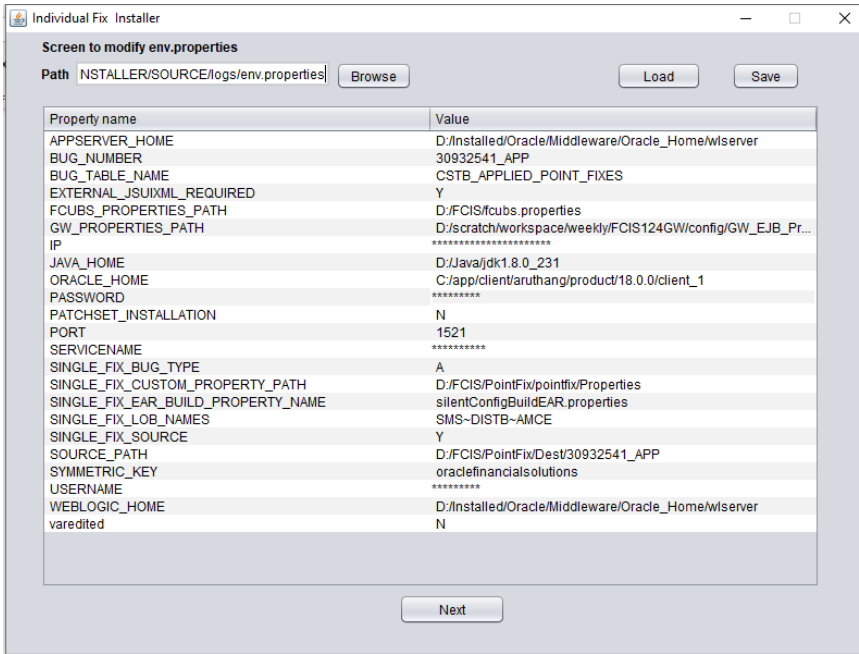 Individual Fix Installer
Screen to modify env.properties
Path NSTALLER/SOURCE/logs/env.properties Browse Load Save
Property name Value
APPSERVER_HOME D:/Installed/Oracle/Middleware/Oracle_Home/wlserver
BUG_NUMBER 30932541_APP
BUG_TABLE_NAME CSTB_APPLIED_POINT_FIXES
EXTERNAL_JSUIXML_REQUIRED Y
FCUBS_PROPERTIES_PATH D:/FCIS/fcubs.properties
GW_PROPERTIES_PATH D:/scratch/workspace/weekly/FCIS124GW/config/GW_EJB_Pr...
IP **********************
JAVA_HOME D:/Java/jdk1.8.0_231
ORACLE_HOME C:/app/client/aruthang/product/18.0.0/client_1
PASSWORD *********
PATCHSET_INSTALLATION N
PORT 1521
SERVICENAME **********
SINGLE_FIX_BUG_TYPE A
SINGLE_FIX_CUSTOM_PROPERTY_PATH D:/FCIS/PointFix/pointfix/Properties
SINGLE_FIX_EAR_BUILD_PROPERTY_NAME silentConfigBuildEAR.properties
SINGLE_FIX_LOB_NAMES SMS~DISTB~AMCE
SINGLE_FIX_SOURCE Y
SOURCE_PATH D:/FCIS/PointFix/Dest/30932541_APP
SYMMETRIC_KEY oraclefinancialsolutions
USERNAME *********
WEBLOGIC_HOME D:/Installed/Oracle/Middleware/Oracle_Home/wlserver
varedited N
Next